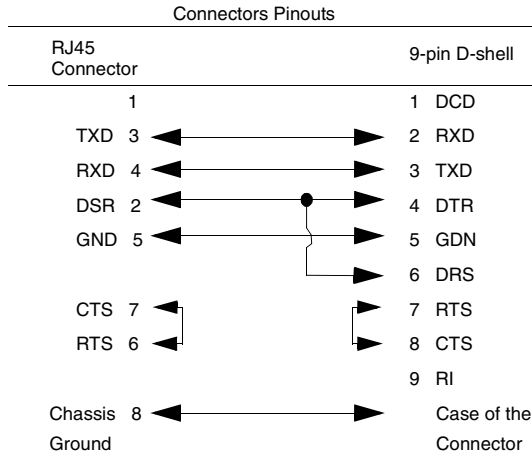 Connectors Pinouts
RJ45 Connector 9-pin D-shell
1 1 DCD
TXD 3 2 RXD
RXD 4 3 TXD
DSR 2 4 DTR
GND 5 5 GDN
6 DRS
CTS 7 7 RTS
RTS 6 8 CTS
9 RI
Chassis 8 Case of the
Ground Connector